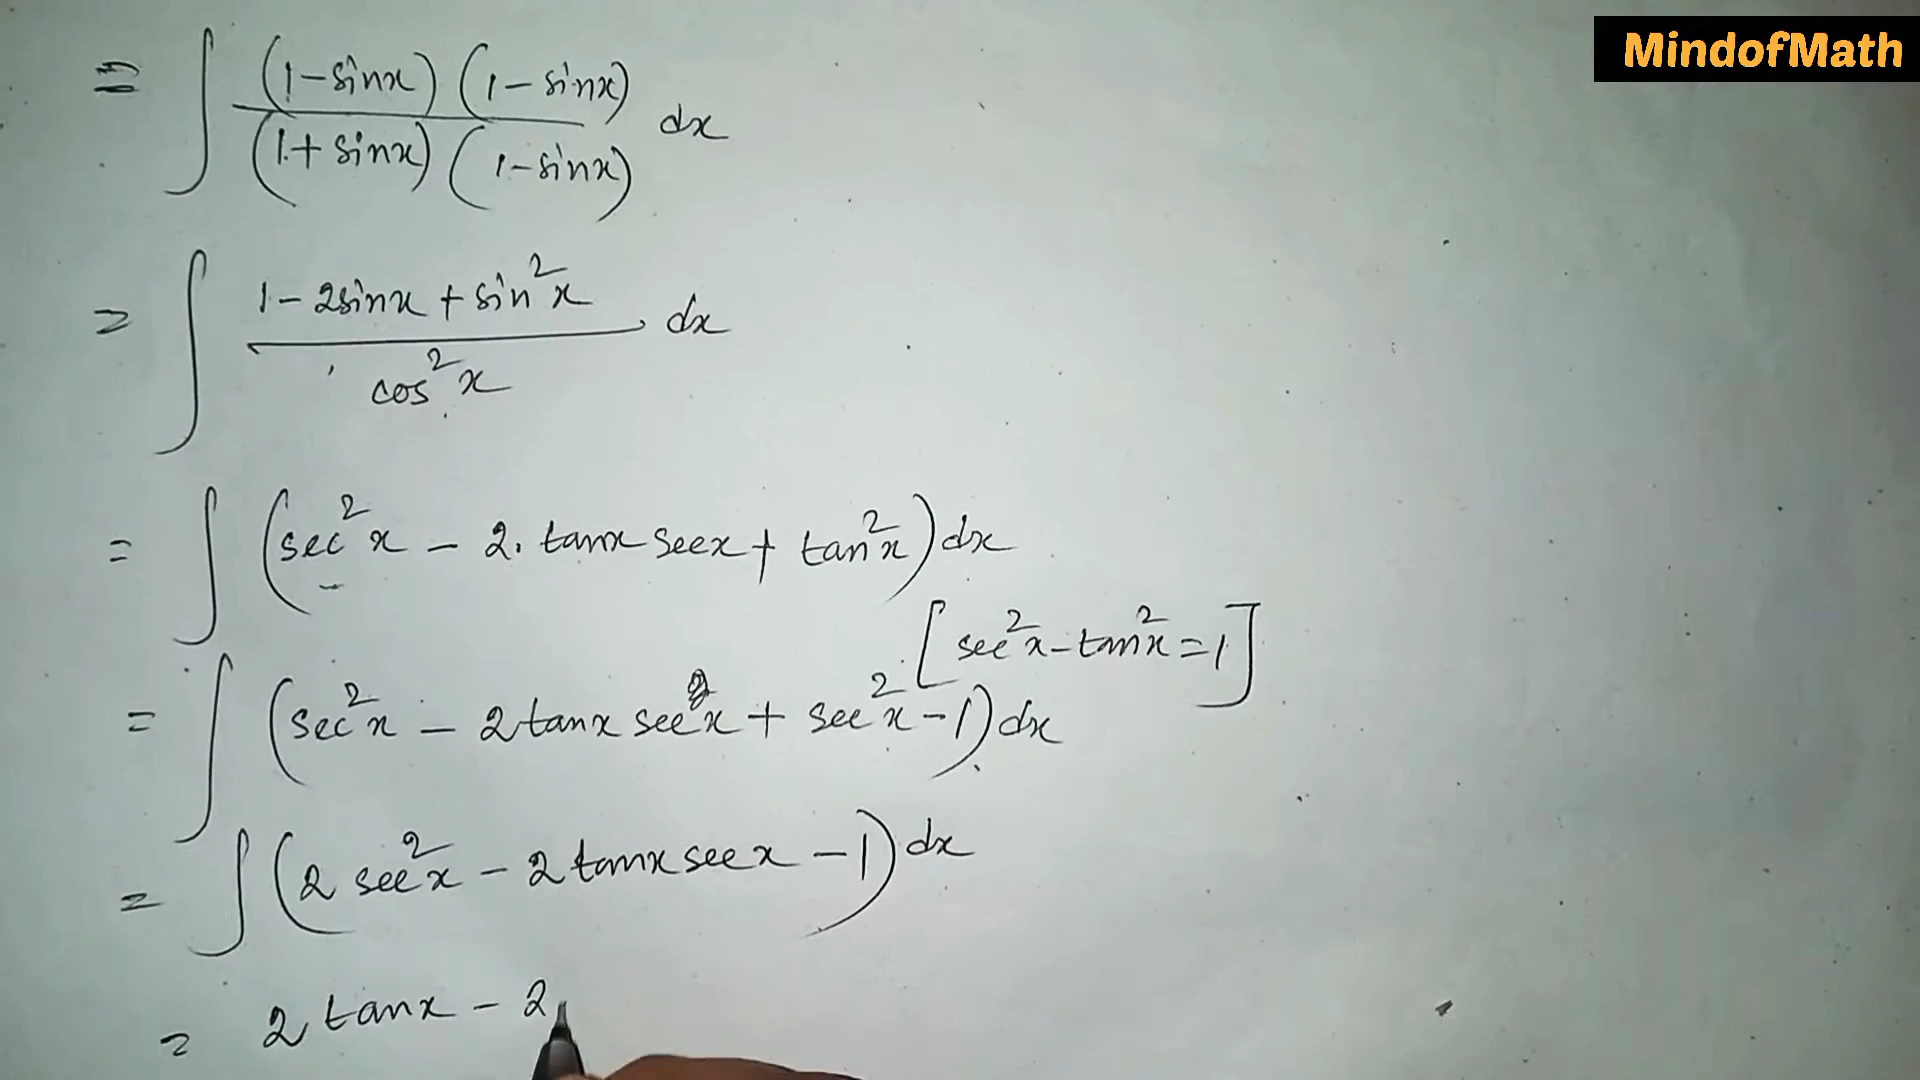 MindofMath
= ∫ (1-sinx) (1-sinx) / (1+sinx) (1-sinx) dx
= ∫ 1-2sinx+sin²x / cos²x dx
= ∫ (sec²x - 2. tanx secx + tan²x) dx
[sec²x-tan²x=1]
= ∫ (sec²x - 2tanx secx + sec²x-1) dx
= ∫ (2 sec²x - 2tanx secx - 1) dx
= 2 tanx - 2